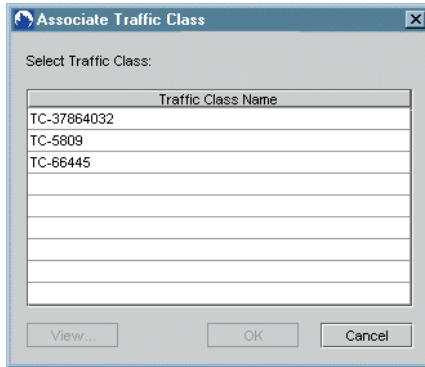 Associate Traffic Class
Select Traffic Class:
Traffic Class Name
TC-37864032
TC-5809
TC-66445
View... OK Cancel